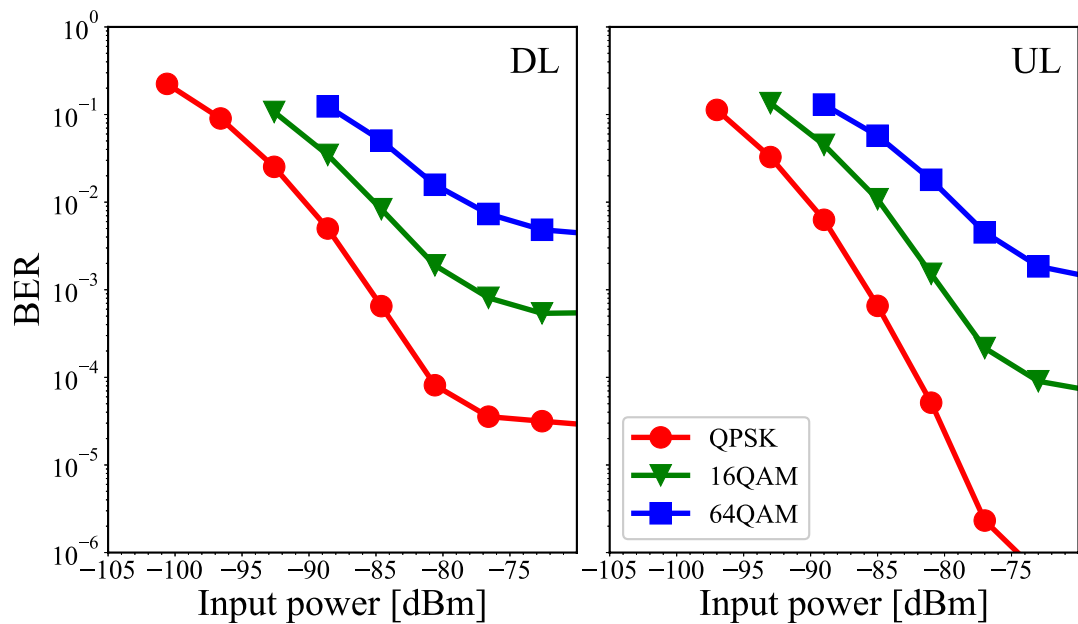 10^0
10^-1
10^-2
10^-3
10^-4
10^-5
10^-6
BER
DL
−105 −100 −95 −90 −85 −80 −75
Input power [dBm]
UL
QPSK
16QAM
64QAM
−105 −100 −95 −90 −85 −80 −75
Input power [dBm]